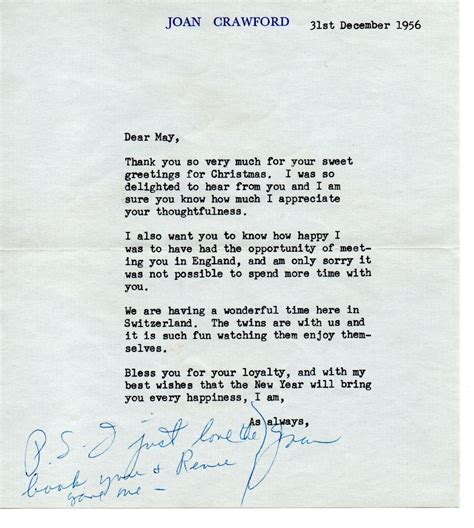 JOAN CRAWFORD 31st December 1956
Dear May,
Thank you so very much for your sweet
greetings for Christmas. I was so
delighted to hear from you and I am
sure you know how much I appreciate
your thoughtfulness.
I also want you to know how happy I
was to have had the opportunity of meet-
ing you in England, and am only sorry it
was not possible to spend more time with
you.
We are having a wonderful time here in
Switzerland. The twins are with us and
it is such fun watching them enjoy them-
selves.
Bless you for your loyalty, and with my
best wishes that the New Year will bring
you every happiness, I am,
As always,
Joan
P.S. I just love the
book you & Renee
gave me -